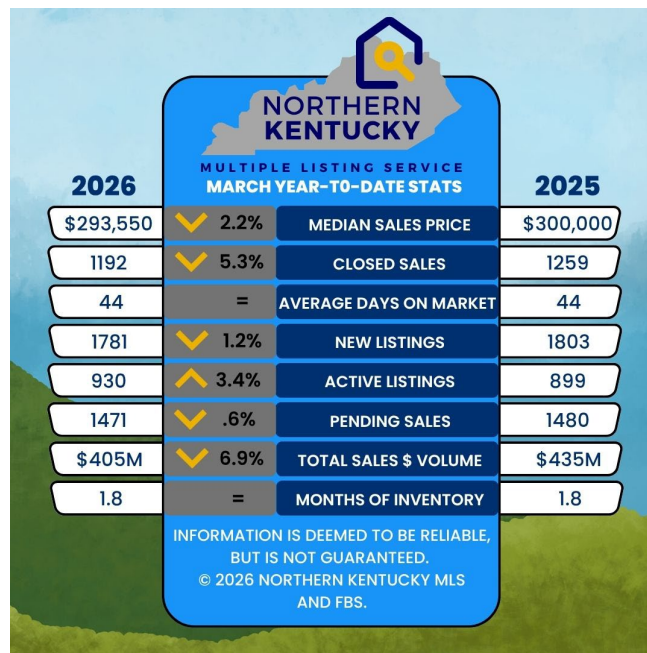 NORTHERN
KENTUCKY
MULTIPLE LISTING SERVICE
2026 MARCH YEAR-T0-DATE STATS 2025
$293,550 2.2% MEDIAN SALES PRICE $300,000
1192 5.3% CLOSED SALES 1259
44 = AVERAGE DAYS ON MARKET 44
1781 1.2% NEW LISTINGS 1803
930 3.4% ACTIVE LISTINGS 899
1471 .6% PENDING SALES 1480
$405M 6.9% TOTAL SALES $ VOLUME $435M
1.8 = MONTHS OF INVENTORY 1.8
INFORMATION IS DEEMED TO BE RELIABLE,
BUT IS NOT GUARANTEED.
© 2026 NORTHERN KENTUCKY MLS
AND FBS.